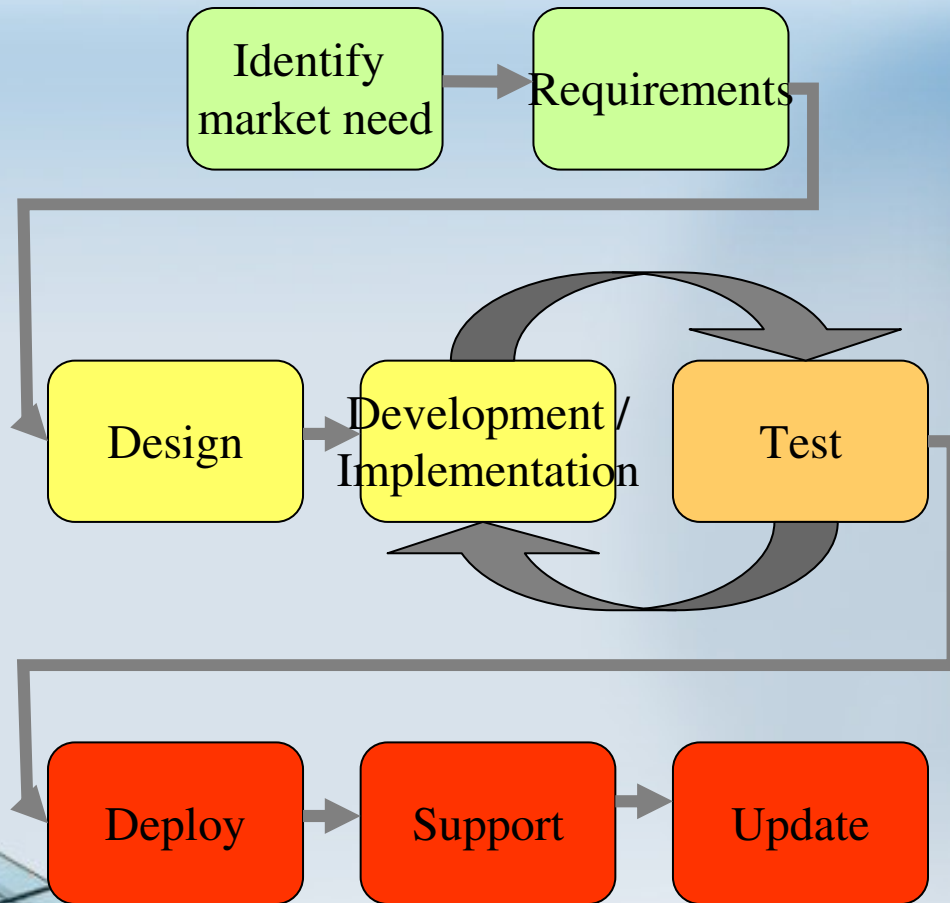 Identify
market need
Requirements
Design
Development /
Implementation
Test
Deploy
Support
Update